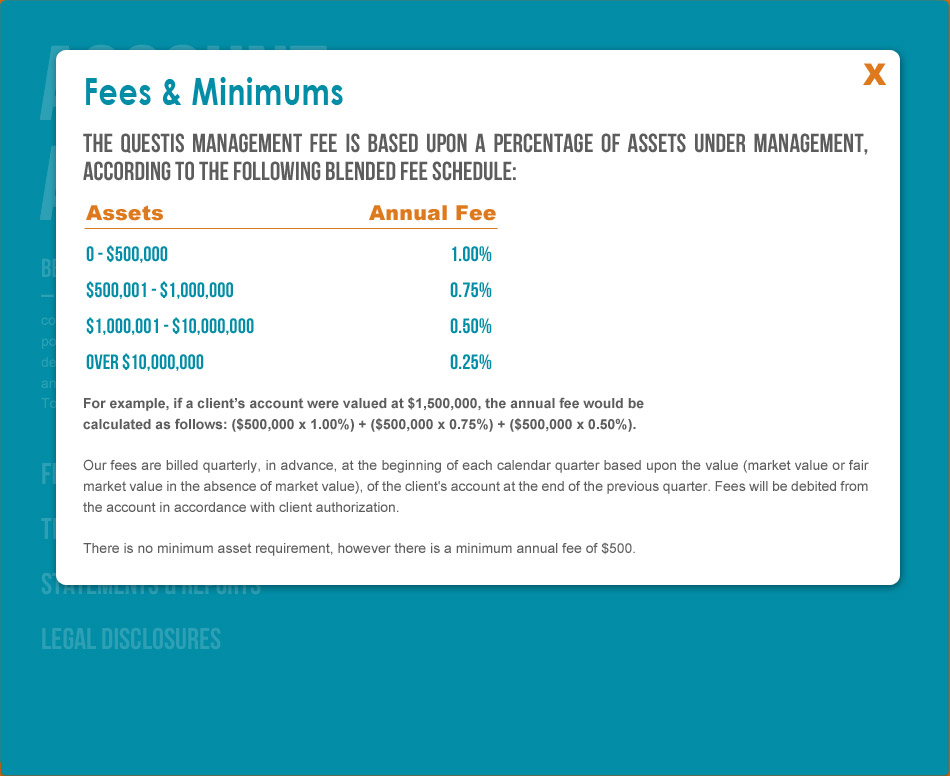 X
Fees & Minimums
THE QUESTIS MANAGEMENT FEE IS BASED UPON A PERCENTAGE OF ASSETS UNDER MANAGEMENT,
ACCORDING TO THE FOLLOWING BLENDED FEE SCHEDULE:
Assets Annual Fee
0 - $500,000 1.00%
$500,001 - $1,000,000 0.75%
$1,000,001 - $10,000,000 0.50%
OVER $10,000,000 0.25%
For example, if a client's account were valued at $1,500,000, the annual fee would be
calculated as follows: ($500,000 x 1.00%) + ($500,000 x 0.75%) + ($500,000 x 0.50%).
Our fees are billed quarterly, in advance, at the beginning of each calendar quarter based upon the value (market value or fair
market value in the absence of market value), of the client's account at the end of the previous quarter. Fees will be debited from
the account in accordance with client authorization.
There is no minimum asset requirement, however there is a minimum annual fee of $500.
STATEMENTS & REPORTS
LEGAL DISCLOSURES